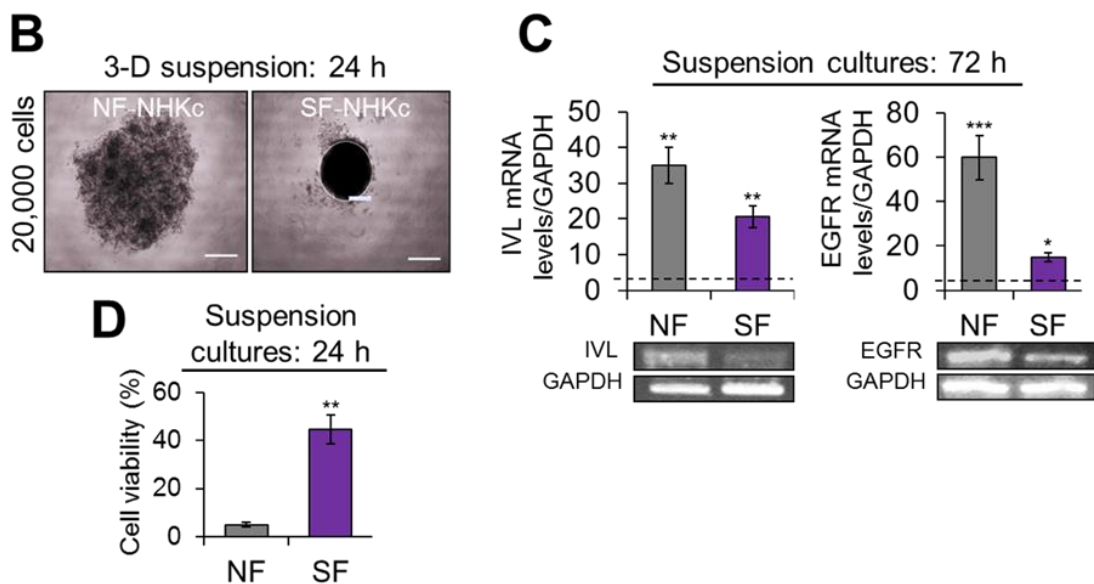 B
3-D suspension: 24 h
20,000 cells
NF-NHKc
SF-NHKc
C
Suspension cultures: 72 h
IVL mRNA
levels/GAPDH
50
40
30
20
10
0
**
**
NF
SF
IVL
GAPDH
EGFR mRNA
levels/GAPDH
80
60
40
20
0
***
*
NF
SF
EGFR
GAPDH
D
Suspension
cultures: 24 h
Cell viability (%)
60
40
20
0
**
NF
SF